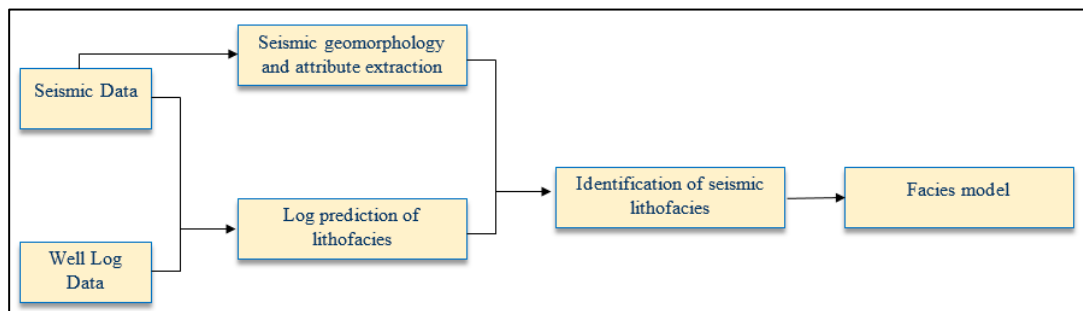 Seismic geomorphology
and attribute extraction
Seismic Data
Identification of seismic
lithofacies
Facies model
Log prediction of
lithofacies
Well Log
Data